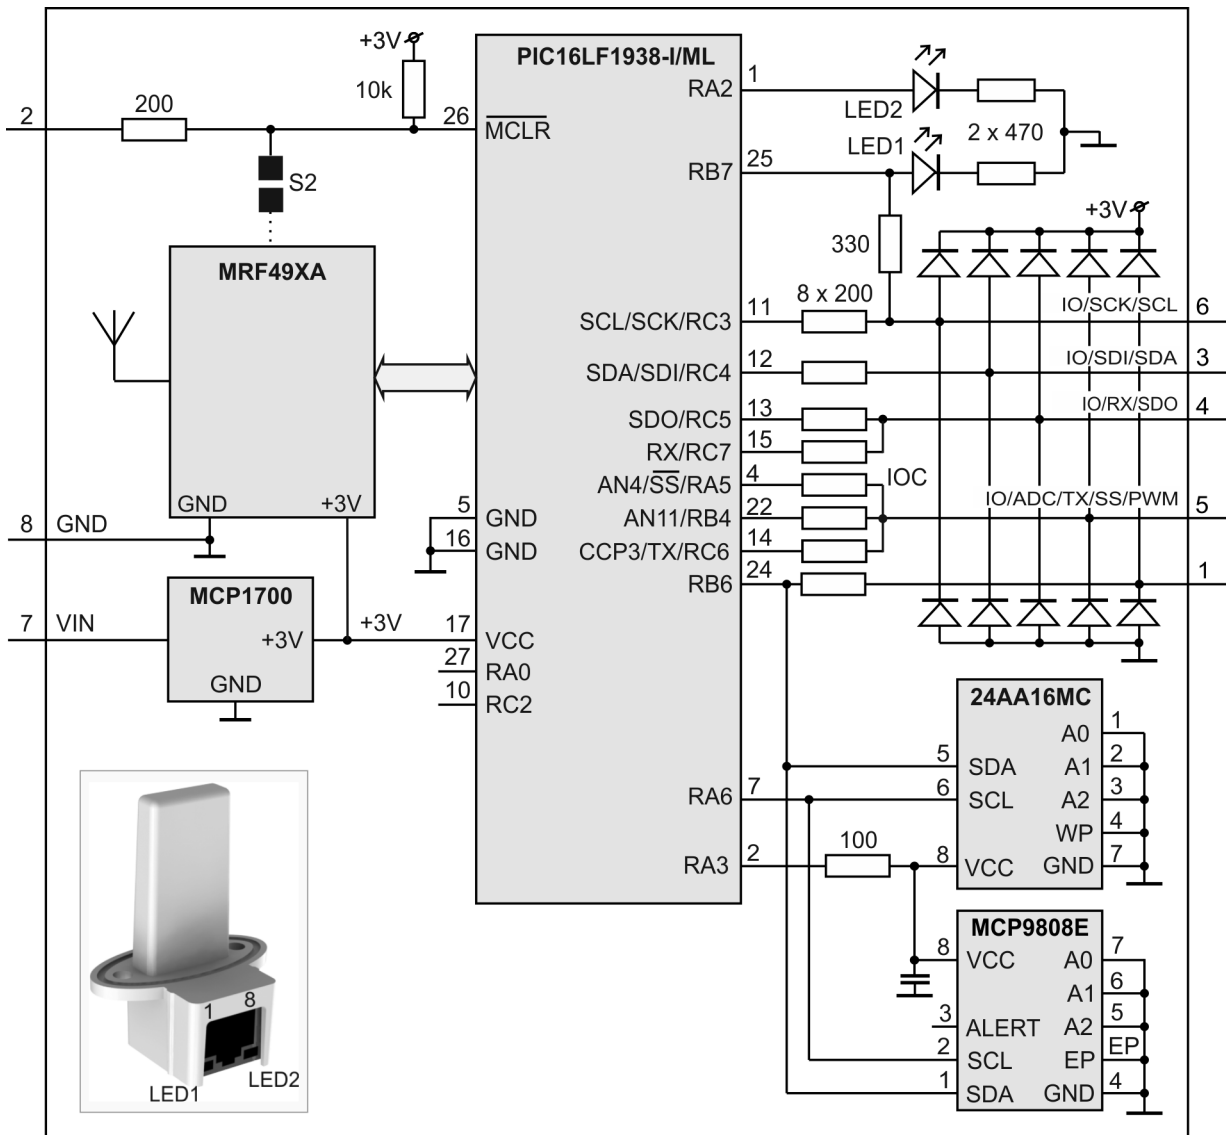 +3V
PIC16LF1938-I/ML
10k
200
2
26
MCLR
S2
RA2
1
LED2
2 x 470
LED1
RB7
25
+3V
330
MRF49XA
8 x 200
SCL/SCK/RC3
11
IO/SCK/SCL
6
SDA/SDI/RC4
12
IO/SDI/SDA
3
SDO/RC5
13
IO/RX/SDO
4
RX/RC7
15
AN4/SS/RA5
4
IOC
GND
+3V
5
GND
AN11/RB4
22
IO/ADC/TX/SS/PWM
5
8
GND
16
GND
CCP3/TX/RC6
14
RB6
24
1
MCP1700
7
VIN
+3V
+3V
17
VCC
GND
27
RA0
10
RC2
24AA16MC
A0
1
5
SDA
A1
2
RA6
7
6
SCL
A2
3
WP
4
RA3
2
100
8
VCC
GND
7
MCP9808E
8
VCC
A0
7
A1
6
3
ALERT
A2
5
2
SCL
EP
EP
1
SDA
GND
4
1
8
LED1
LED2